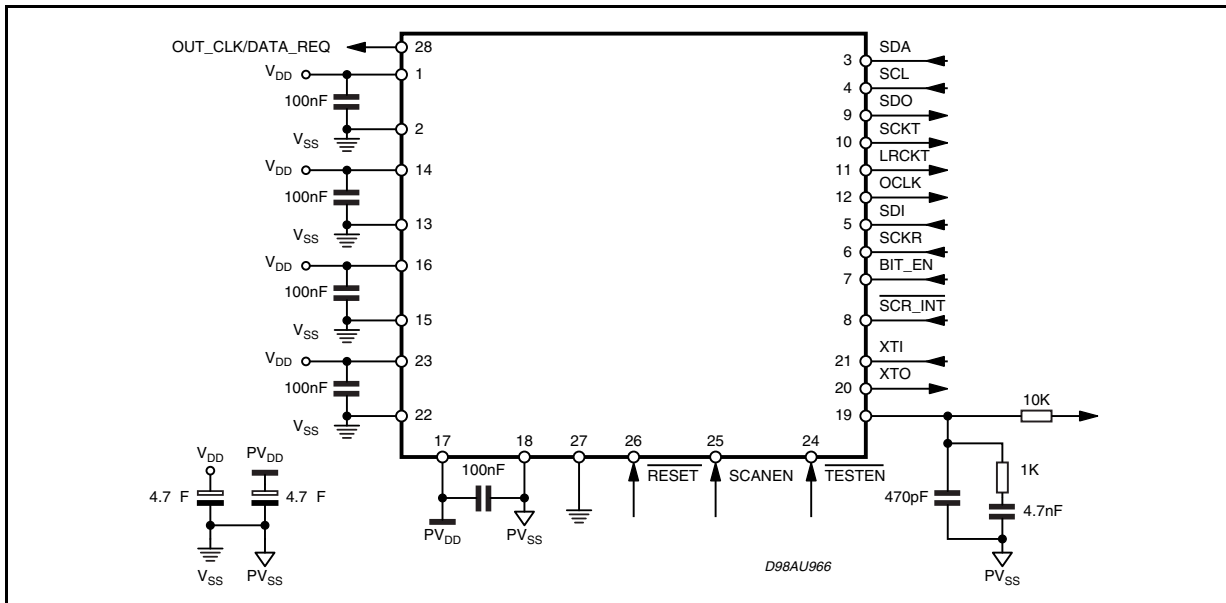 OUT_CLK/DATA_REQ
28
VDD
1
100nF
VSS
2
VDD
14
100nF
VSS
13
VDD
16
100nF
VSS
15
VDD
23
100nF
VSS
22
3
SDA
4
SCL
9
SDO
10
SCKT
11
LRCKT
12
OCLK
5
SDI
6
SCKR
7
BIT_EN
8
SCR_INT
21
XTI
20
XTO
19
10K
17
18
27
26
25
24
100nF
RESET
SCANEN
TESTEN
PVDD
PVSS
VDD
PVDD
4.7 F
4.7 F
VSS
PVSS
470pF
1K
4.7nF
PVSS
D98AU966